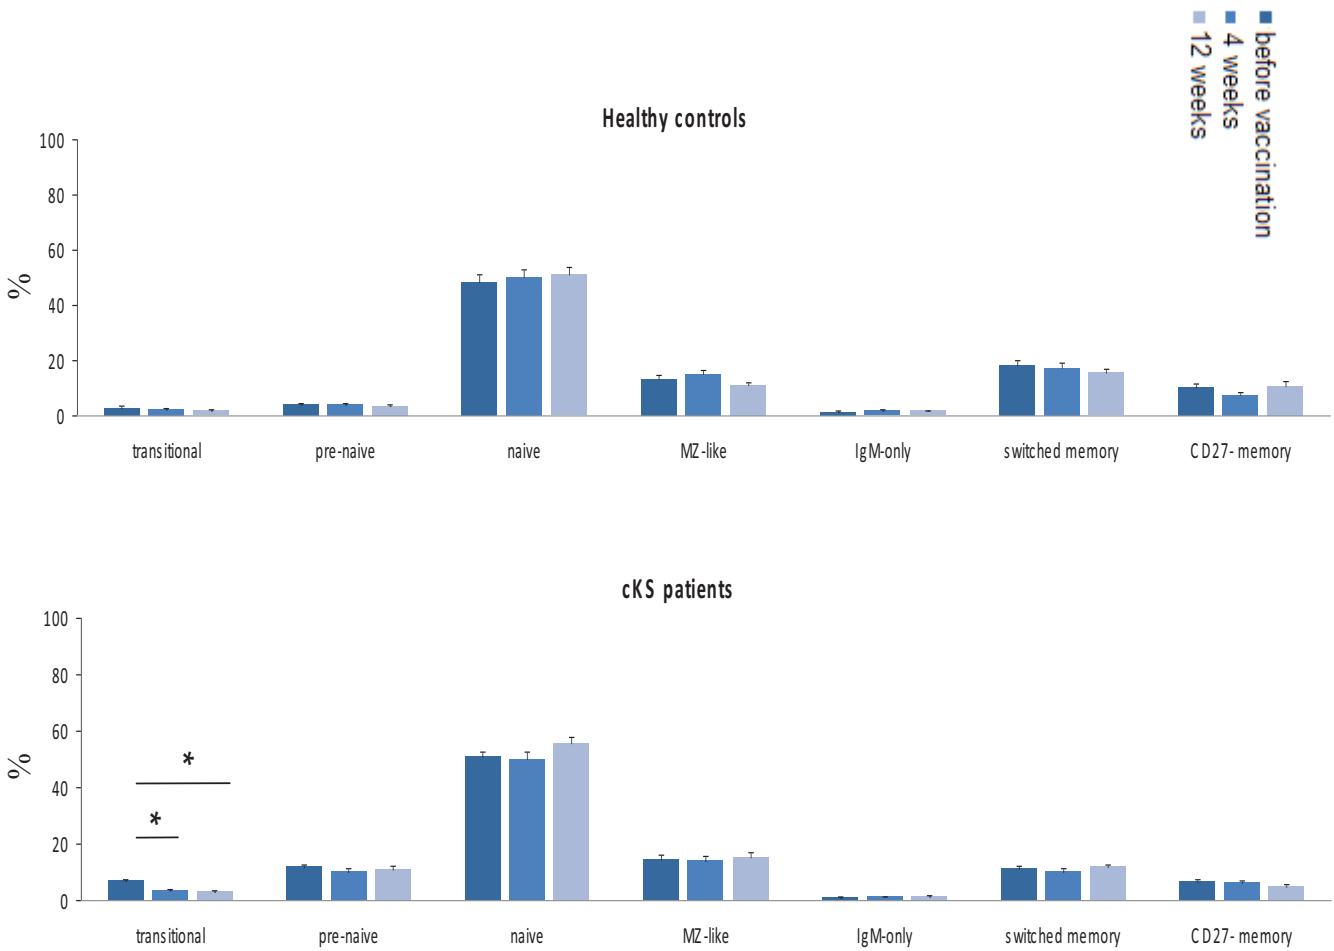 before vaccination
4 weeks
12 weeks
Healthy controls
100
80
60
40
20
0
%
transitional pre-naive naive MZ-like IgM-only switched memory CD27- memory
cKS patients
100
80
60
40
20
0
%
*
*
transitional pre-naive naive MZ-like IgM-only switched memory CD27- memory